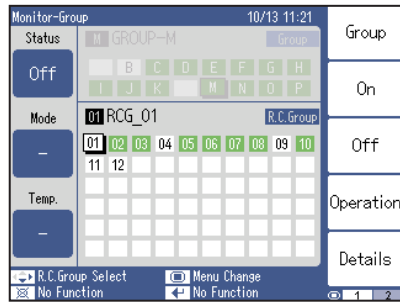 Monitor-Group 10/13 11:21
Status
Off
Mode
–
Temp.
–
M GROUP-M Group
B C D E F G H
I J K M N O P
01 RCG_01 R.C.Group
01 02 03 04 05 06 07 08 09 10
11 12
R.C.Group Select Menu Change
No Function No Function
Group
On
Off
Operation
Details
1 2